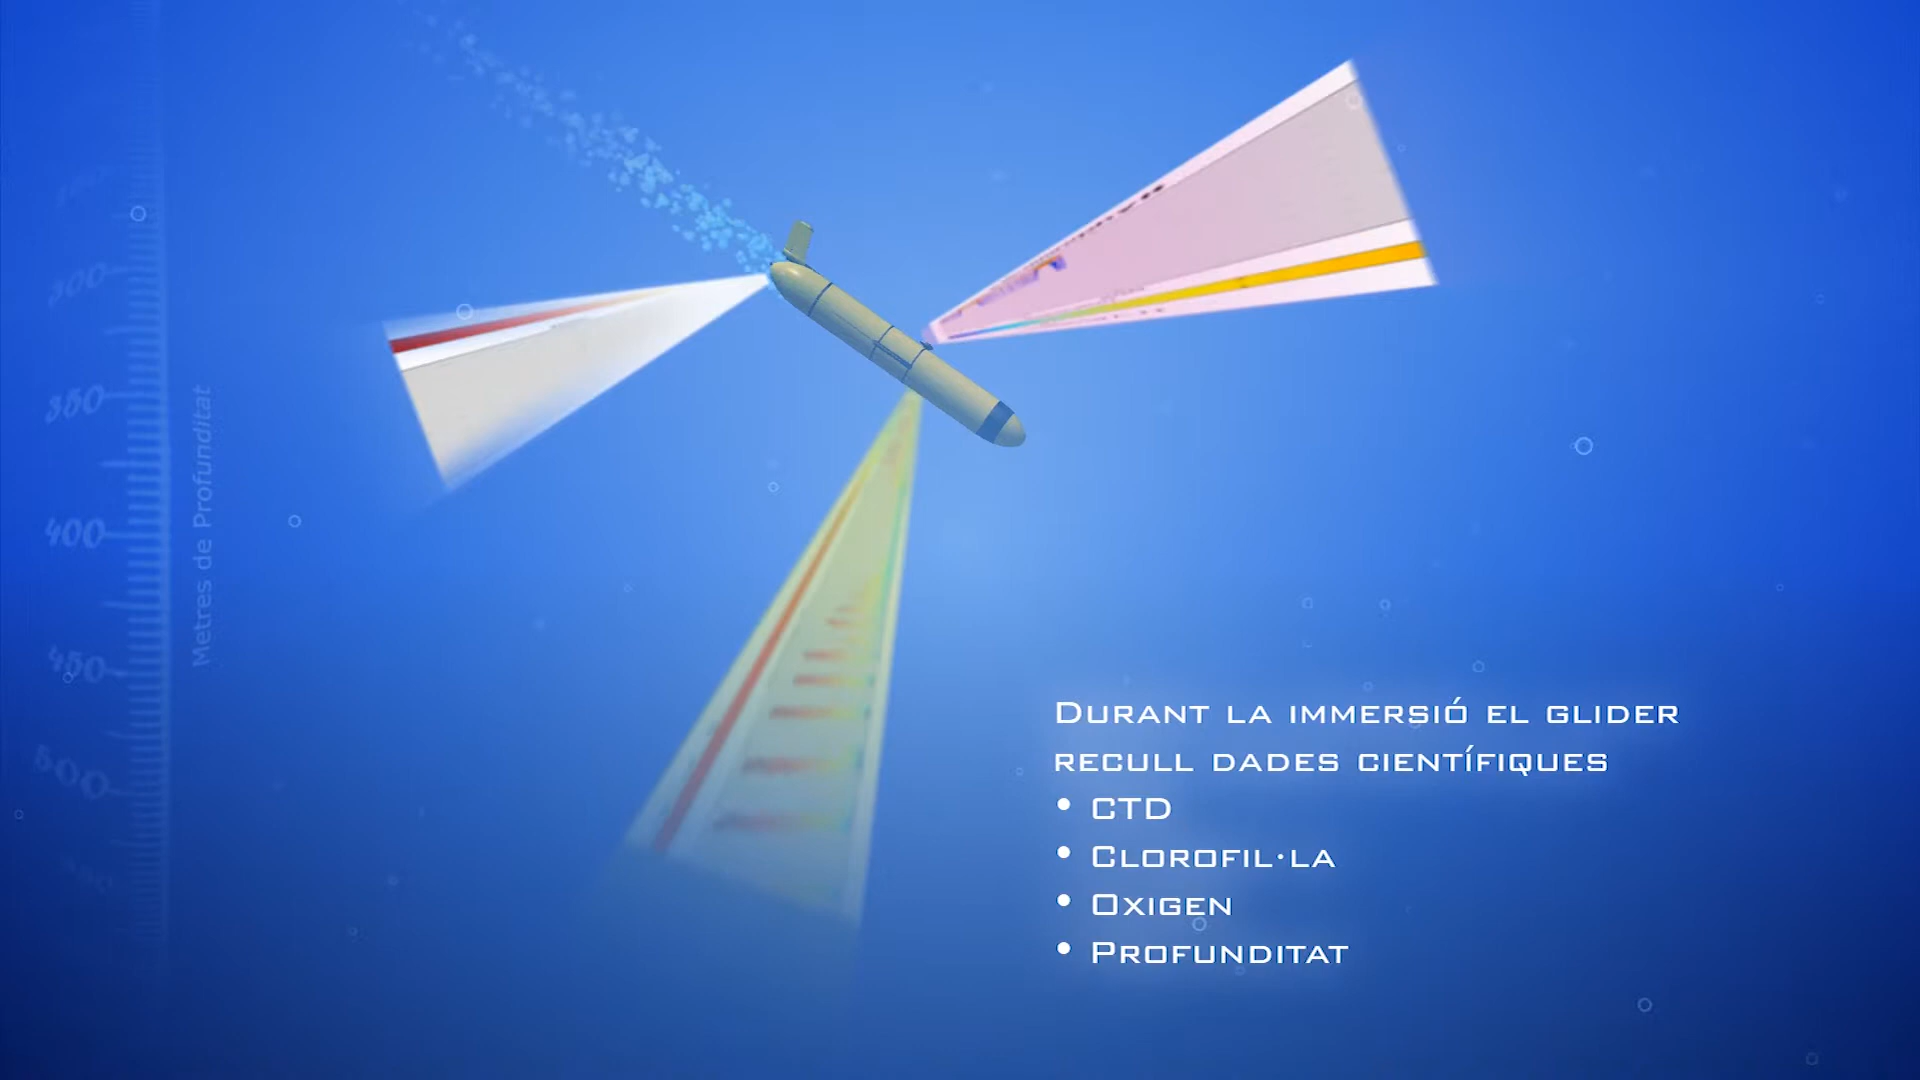 300
350
400
450
500
Metres de Profunditat
Durant la immersió el glider
recull dades científiques
• CTD
• Clorofil·la
• Oxigen
• Profunditat